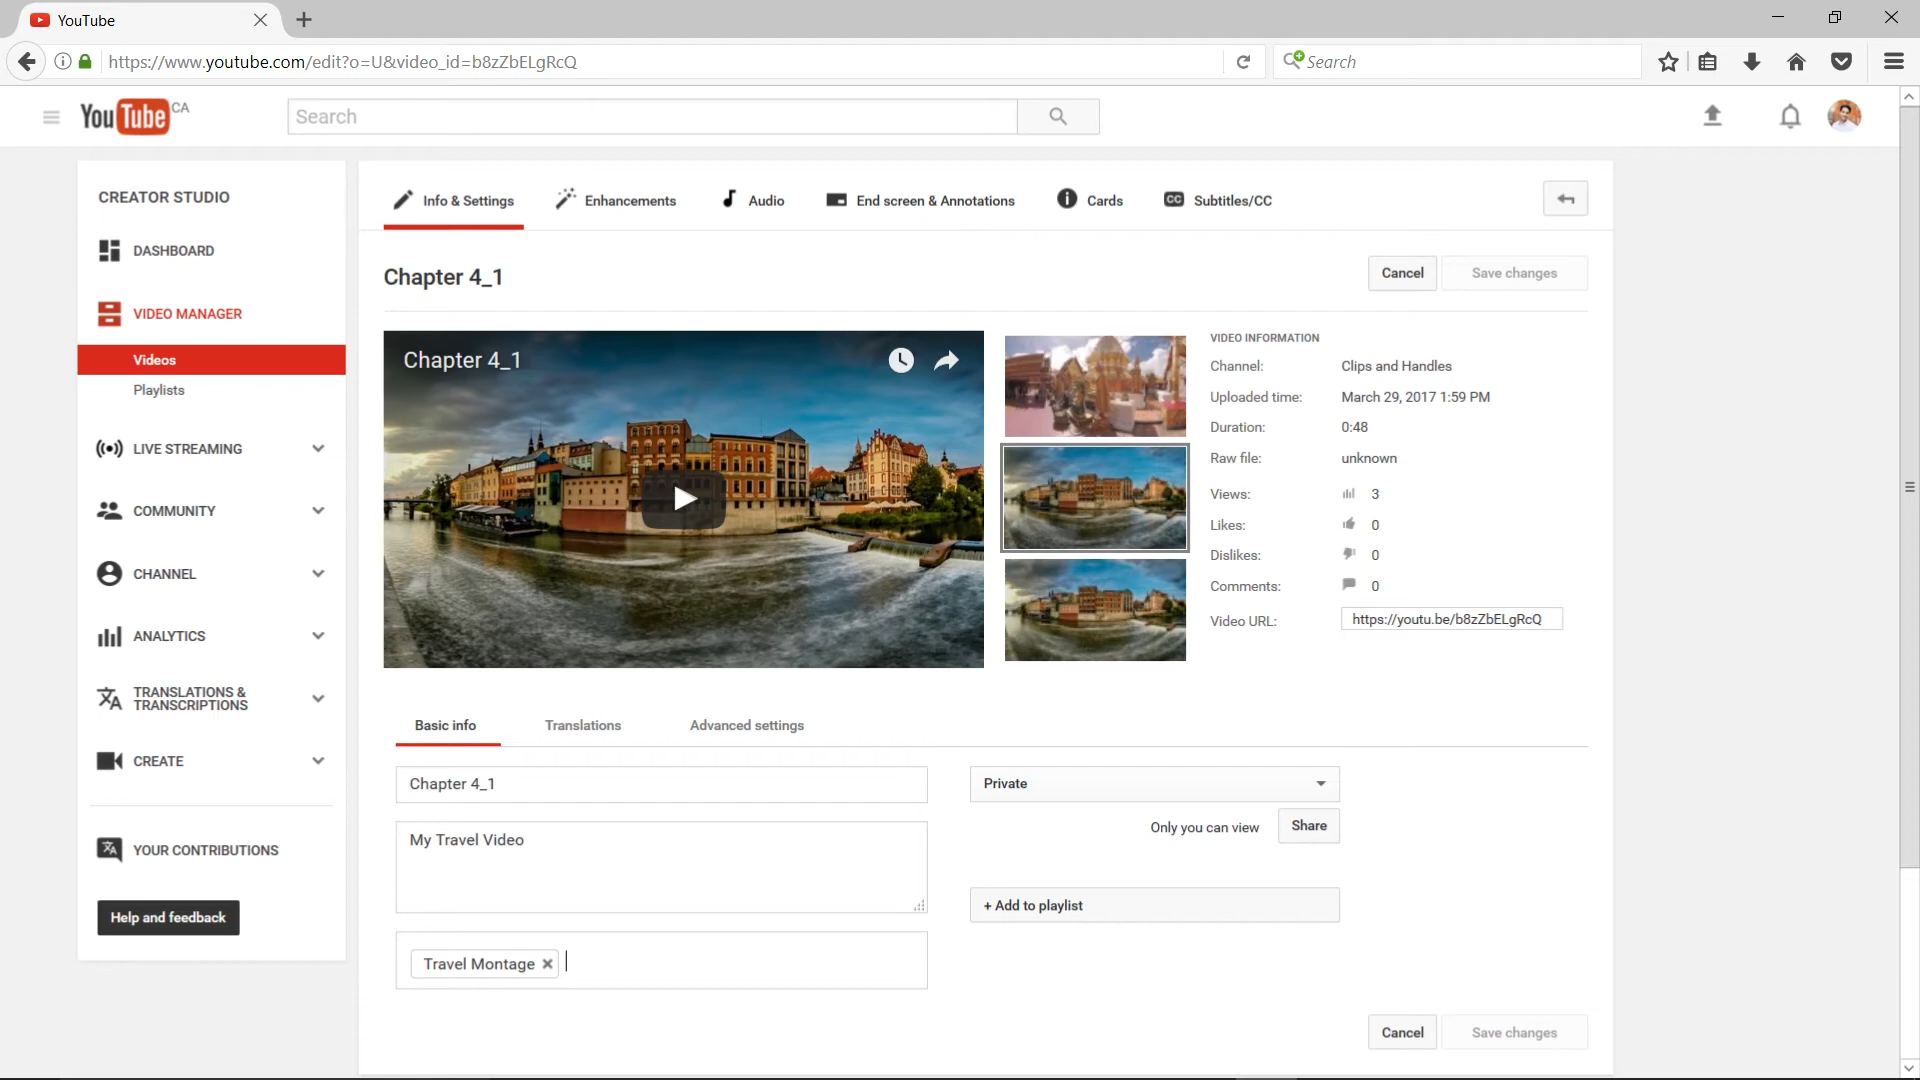 YouTube
https://www.youtube.com/edit?o=U&video_id=b8zZbELgRcQ
Search
YouTube CA
Search
CREATOR STUDIO
DASHBOARD
VIDEO MANAGER
Videos
Playlists
LIVE STREAMING
COMMUNITY
CHANNEL
ANALYTICS
TRANSLATIONS &
TRANSCRIPTIONS
CREATE
YOUR CONTRIBUTIONS
Help and feedback
Info & Settings
Enhancements
Audio
End screen & Annotations
Cards
CC Subtitles/CC
Chapter 4_1
Cancel
Save changes
Chapter 4_1
VIDEO INFORMATION
Channel: Clips and Handles
Uploaded time: March 29, 2017 1:59 PM
Duration: 0:48
Raw file: unknown
Views: 3
Likes: 0
Dislikes: 0
Comments: 0
Video URL: https://youtu.be/b8zZbELgRcQ
Basic info
Translations
Advanced settings
Chapter 4_1
My Travel Video
Travel Montage
Private
Only you can view
Share
+ Add to playlist
Cancel
Save changes